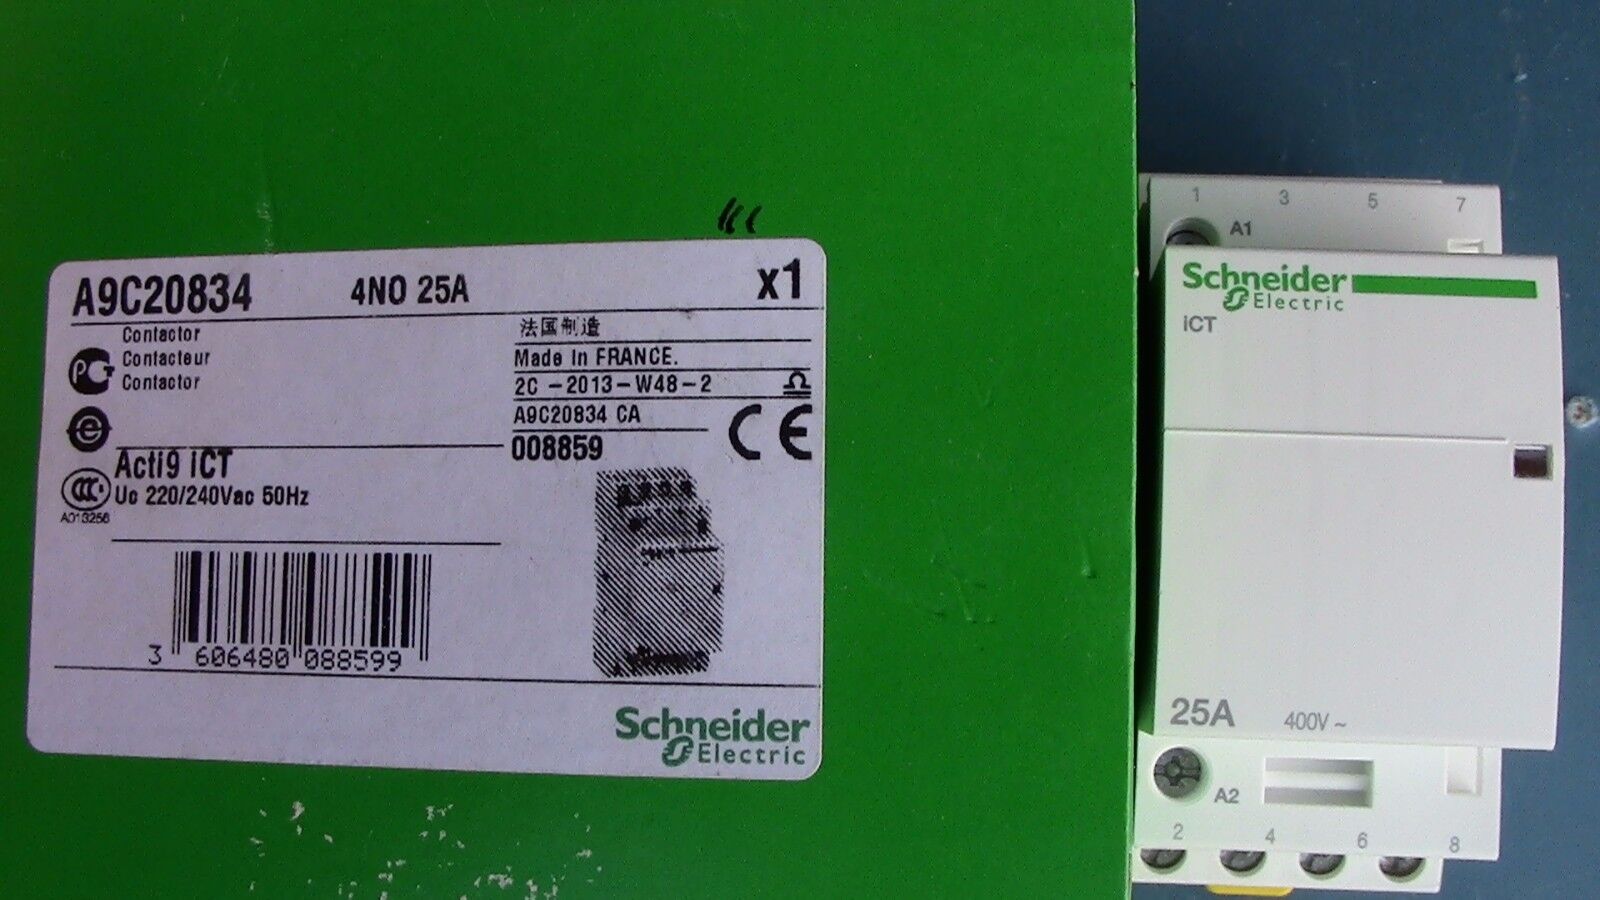 A9C20834 4NO 25A x1
Contactor
Contacteur
Contactor
法国制造
Made In FRANCE.
2C -2013-W48-2
A9C20834 CA
008859
CE
Acti9 iCT
Uc 220/240Vac 50Hz
A013256
3 606480 088599
Schneider
Electric
1 3 5 7
A1
Schneider
Electric
iCT
25A 400V ~
A2
2 4 6 8